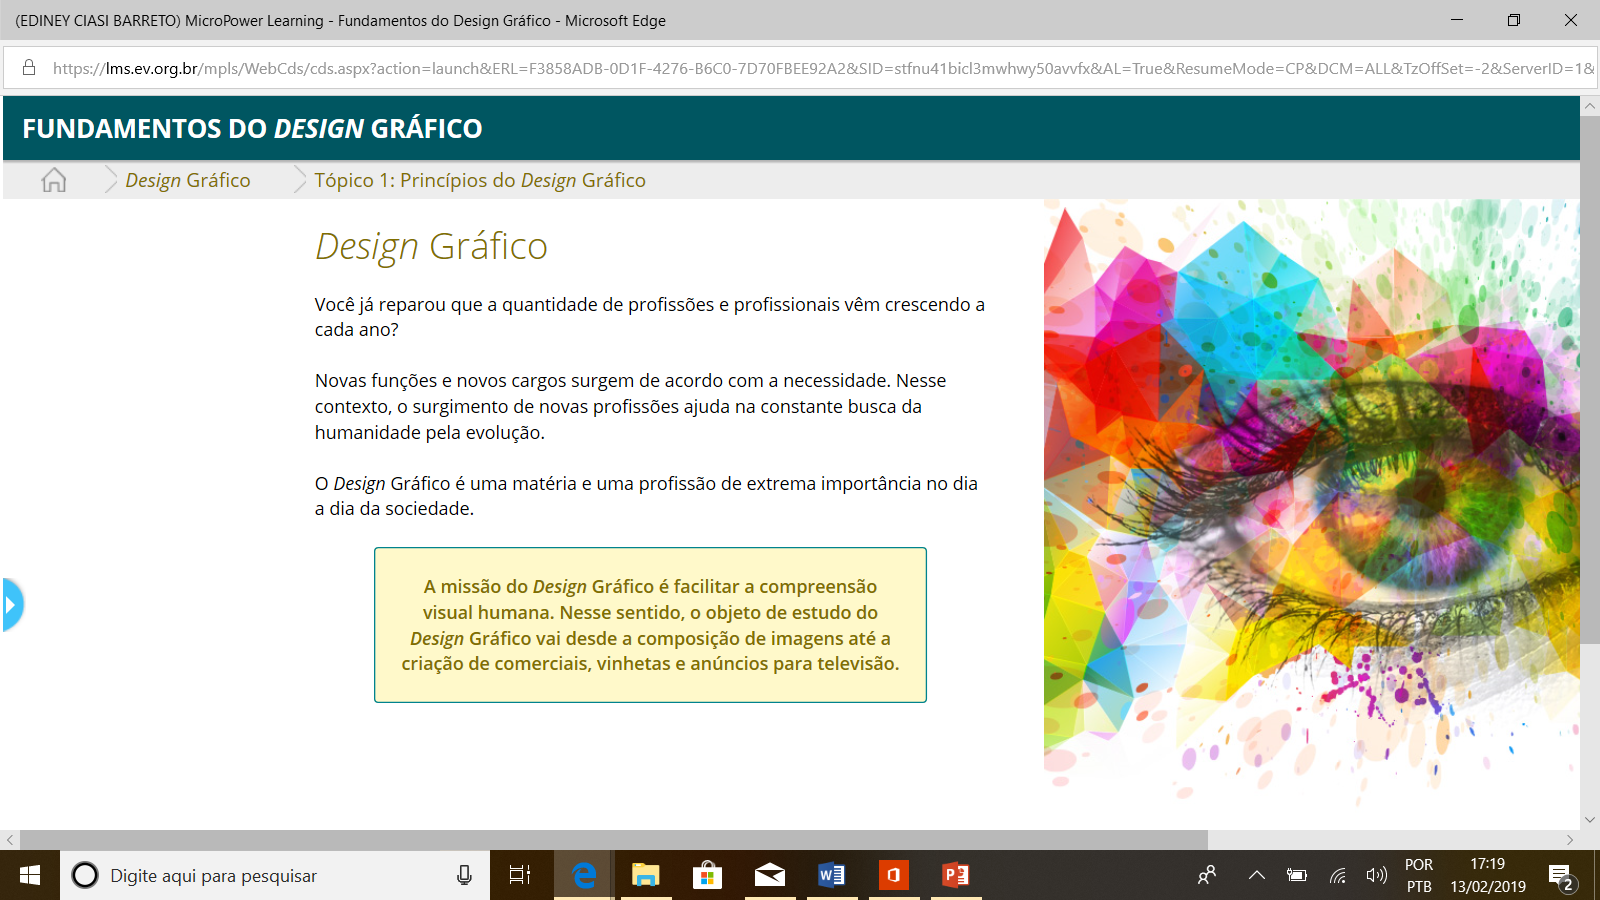 (EDINEY CIASI BARRETO) MicroPower Learning - Fundamentos do Design Gráfico - Microsoft Edge
https://lms.ev.org.br/mpls/WebCds/cds.aspx?action=launch&ERL=F3858ADB-0D1F-4276-B6C0-7D70FBEE92A2&SID=stfnu41bicl3mwhwy50avvfx&AL=True&ResumeMode=CP&DCM=ALL&TzOffSet=-2&ServerID=1&
FUNDAMENTOS DO DESIGN GRÁFICO
Design Gráfico
Tópico 1: Princípios do Design Gráfico
Design Gráfico
Você já reparou que a quantidade de profissões e profissionais vêm crescendo a
cada ano?
Novas funções e novos cargos surgem de acordo com a necessidade. Nesse
contexto, o surgimento de novas profissões ajuda na constante busca da
humanidade pela evolução.
O Design Gráfico é uma matéria e uma profissão de extrema importância no dia
a dia da sociedade.
A missão do Design Gráfico é facilitar a compreensão
visual humana. Nesse sentido, o objeto de estudo do
Design Gráfico vai desde a composição de imagens até a
criação de comerciais, vinhetas e anúncios para televisão.
Digite aqui para pesquisar
POR
PTB
17:19
13/02/2019
2